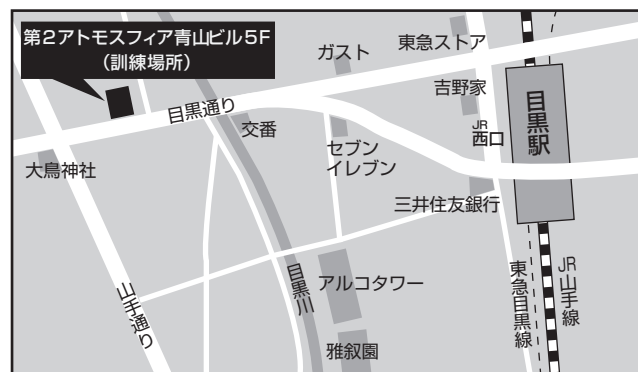 第2アトモスフィア青山ビル5F
（訓練場所）
ガスト
東急ストア
吉野家
目黒通り
交番
セブン
イレブン
JR
西口
目黒駅
大鳥神社
三井住友銀行
山手通り
目黒川
アルコタワー
雅叙園
東急目黒線
JR山手線